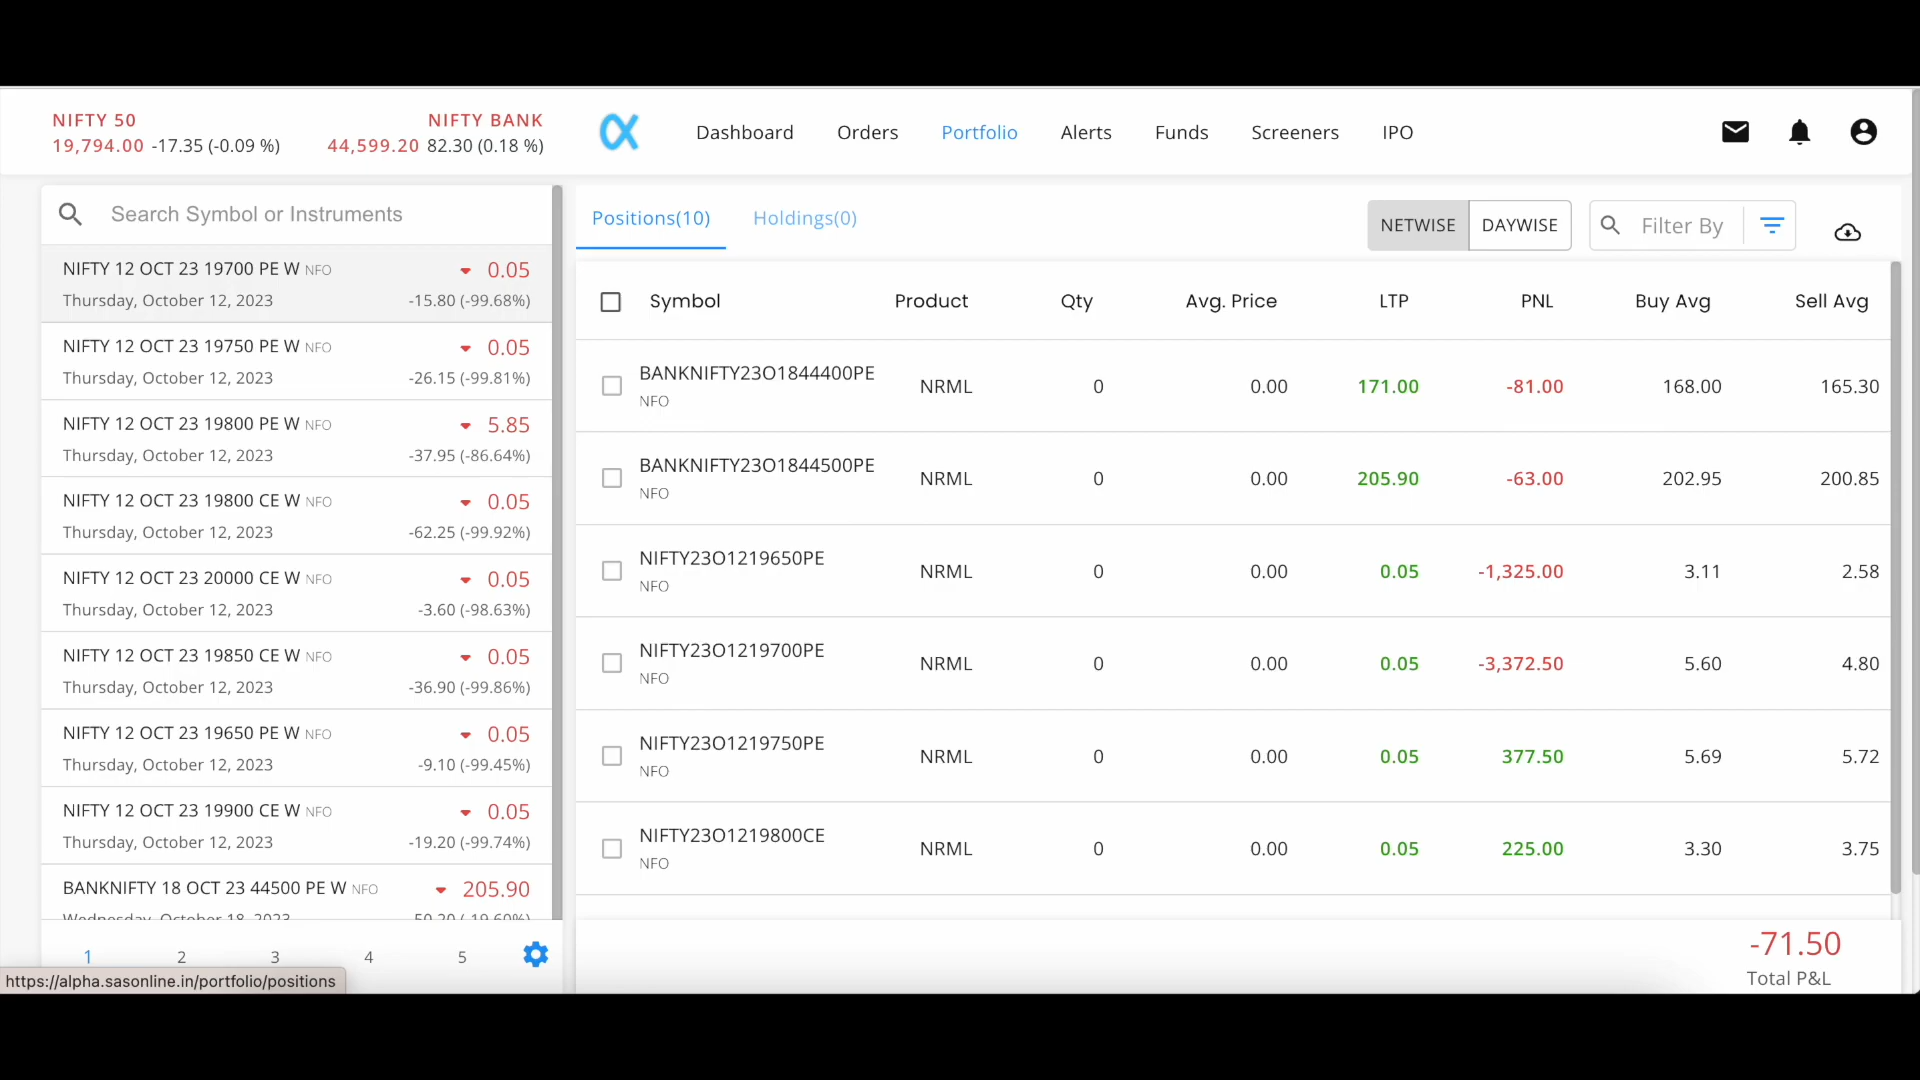 NIFTY 50
19,794.00 -17.35 (-0.09 %)
NIFTY BANK
44,599.20 82.30 (0.18 %)
Dashboard
Orders
Portfolio
Alerts
Funds
Screeners
IPO
Search Symbol or Instruments
NIFTY 12 OCT 23 19700 PE W NFO 0.05
Thursday, October 12, 2023 -15.80 (-99.68%)
NIFTY 12 OCT 23 19750 PE W NFO 0.05
Thursday, October 12, 2023 -26.15 (-99.81%)
NIFTY 12 OCT 23 19800 PE W NFO 5.85
Thursday, October 12, 2023 -37.95 (-86.64%)
NIFTY 12 OCT 23 19800 CE W NFO 0.05
Thursday, October 12, 2023 -62.25 (-99.92%)
NIFTY 12 OCT 23 20000 CE W NFO 0.05
Thursday, October 12, 2023 -3.60 (-98.63%)
NIFTY 12 OCT 23 19850 CE W NFO 0.05
Thursday, October 12, 2023 -36.90 (-99.86%)
NIFTY 12 OCT 23 19650 PE W NFO 0.05
Thursday, October 12, 2023 -9.10 (-99.45%)
NIFTY 12 OCT 23 19900 CE W NFO 0.05
Thursday, October 12, 2023 -19.20 (-99.74%)
BANKNIFTY 18 OCT 23 44500 PE W NFO 205.90
Wednesday, October 18, 2023 -50.20 (-19.60%)
1 2 3 4 5
https://alpha.sasonline.in/portfolio/positions
Positions(10)
Holdings(0)
NETWISE
DAYWISE
Filter By
Symbol Product Qty Avg. Price LTP PNL Buy Avg Sell Avg
BANKNIFTY23O1844400PE NRML 0 0.00 171.00 -81.00 168.00 165.30
NFO
BANKNIFTY23O1844500PE NRML 0 0.00 205.90 -63.00 202.95 200.85
NFO
NIFTY23O1219650PE NRML 0 0.00 0.05 -1,325.00 3.11 2.58
NFO
NIFTY23O1219700PE NRML 0 0.00 0.05 -3,372.50 5.60 4.80
NFO
NIFTY23O1219750PE NRML 0 0.00 0.05 377.50 5.69 5.72
NFO
NIFTY23O1219800CE NRML 0 0.00 0.05 225.00 3.30 3.75
NFO
-71.50
Total P&L